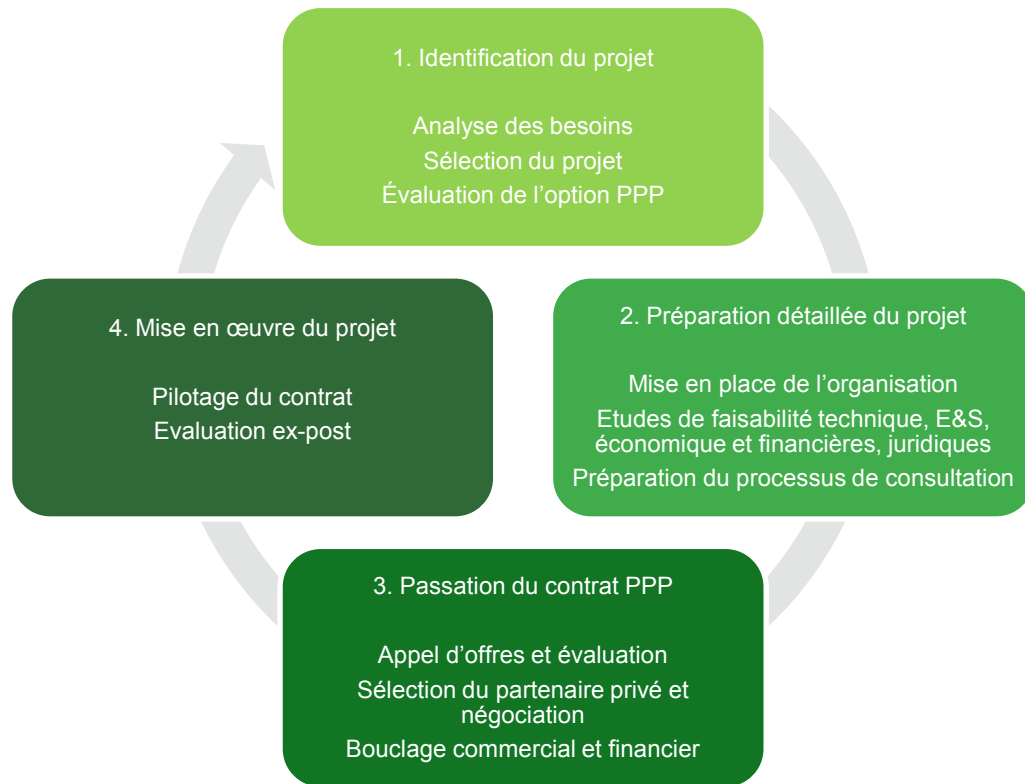 1. Identification du projet
Analyse des besoins
Sélection du projet
Évaluation de l’option PPP
2. Préparation détaillée du projet
Mise en place de l’organisation
Etudes de faisabilité technique, E&S,
économique et financières, juridiques
Préparation du processus de consultation
3. Passation du contrat PPP
Appel d’offres et évaluation
Sélection du partenaire privé et
négociation
Bouclage commercial et financier
4. Mise en œuvre du projet
Pilotage du contrat
Evaluation ex-post